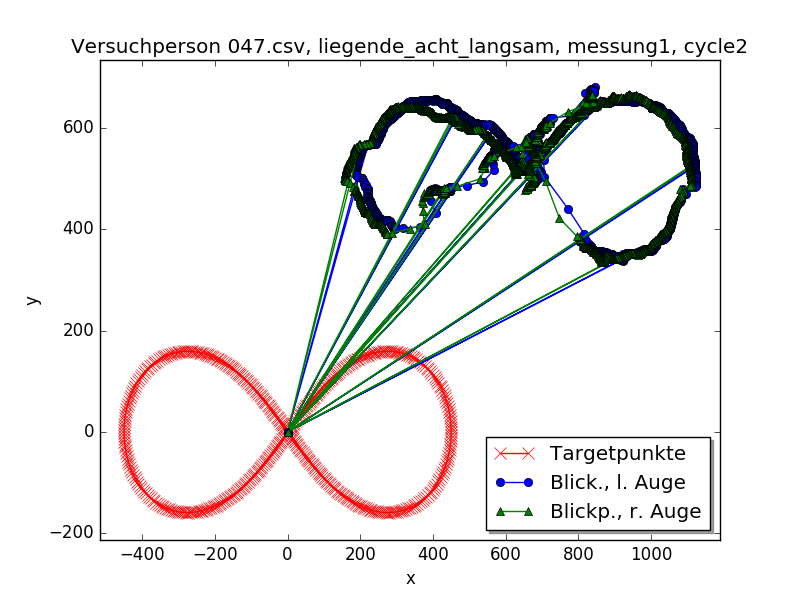 Versuchperson 047.csv, liegende_acht_langsam, messung1, cycle2
600
400
200
0
−200
y
Targetpunkte
Blick., l. Auge
Blickp., r. Auge
−400
−200
0
200
400
600
800
1000
x